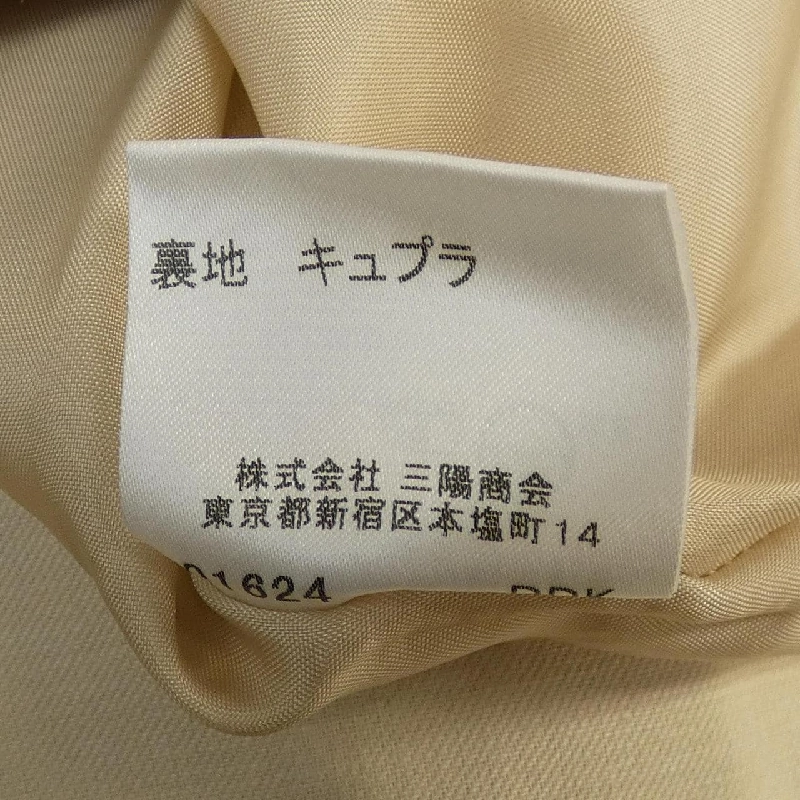 裏地 キュプラ
株式会社 三陽商会
東京都新宿区本塩町14
01624